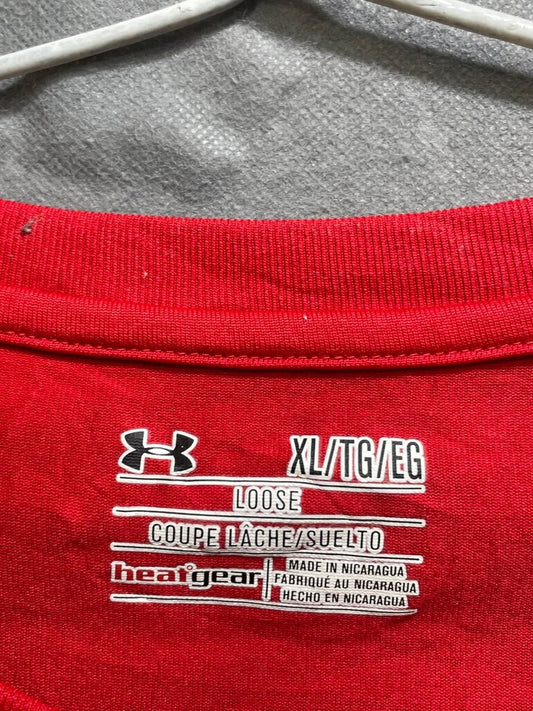 XL/TG/EG
LOOSE
COUPE LÂCHE/SUELTO
heatgear
MADE IN NICARAGUA
FABRIQUÉ AU NICARAGUA
HECHO EN NICARAGUA